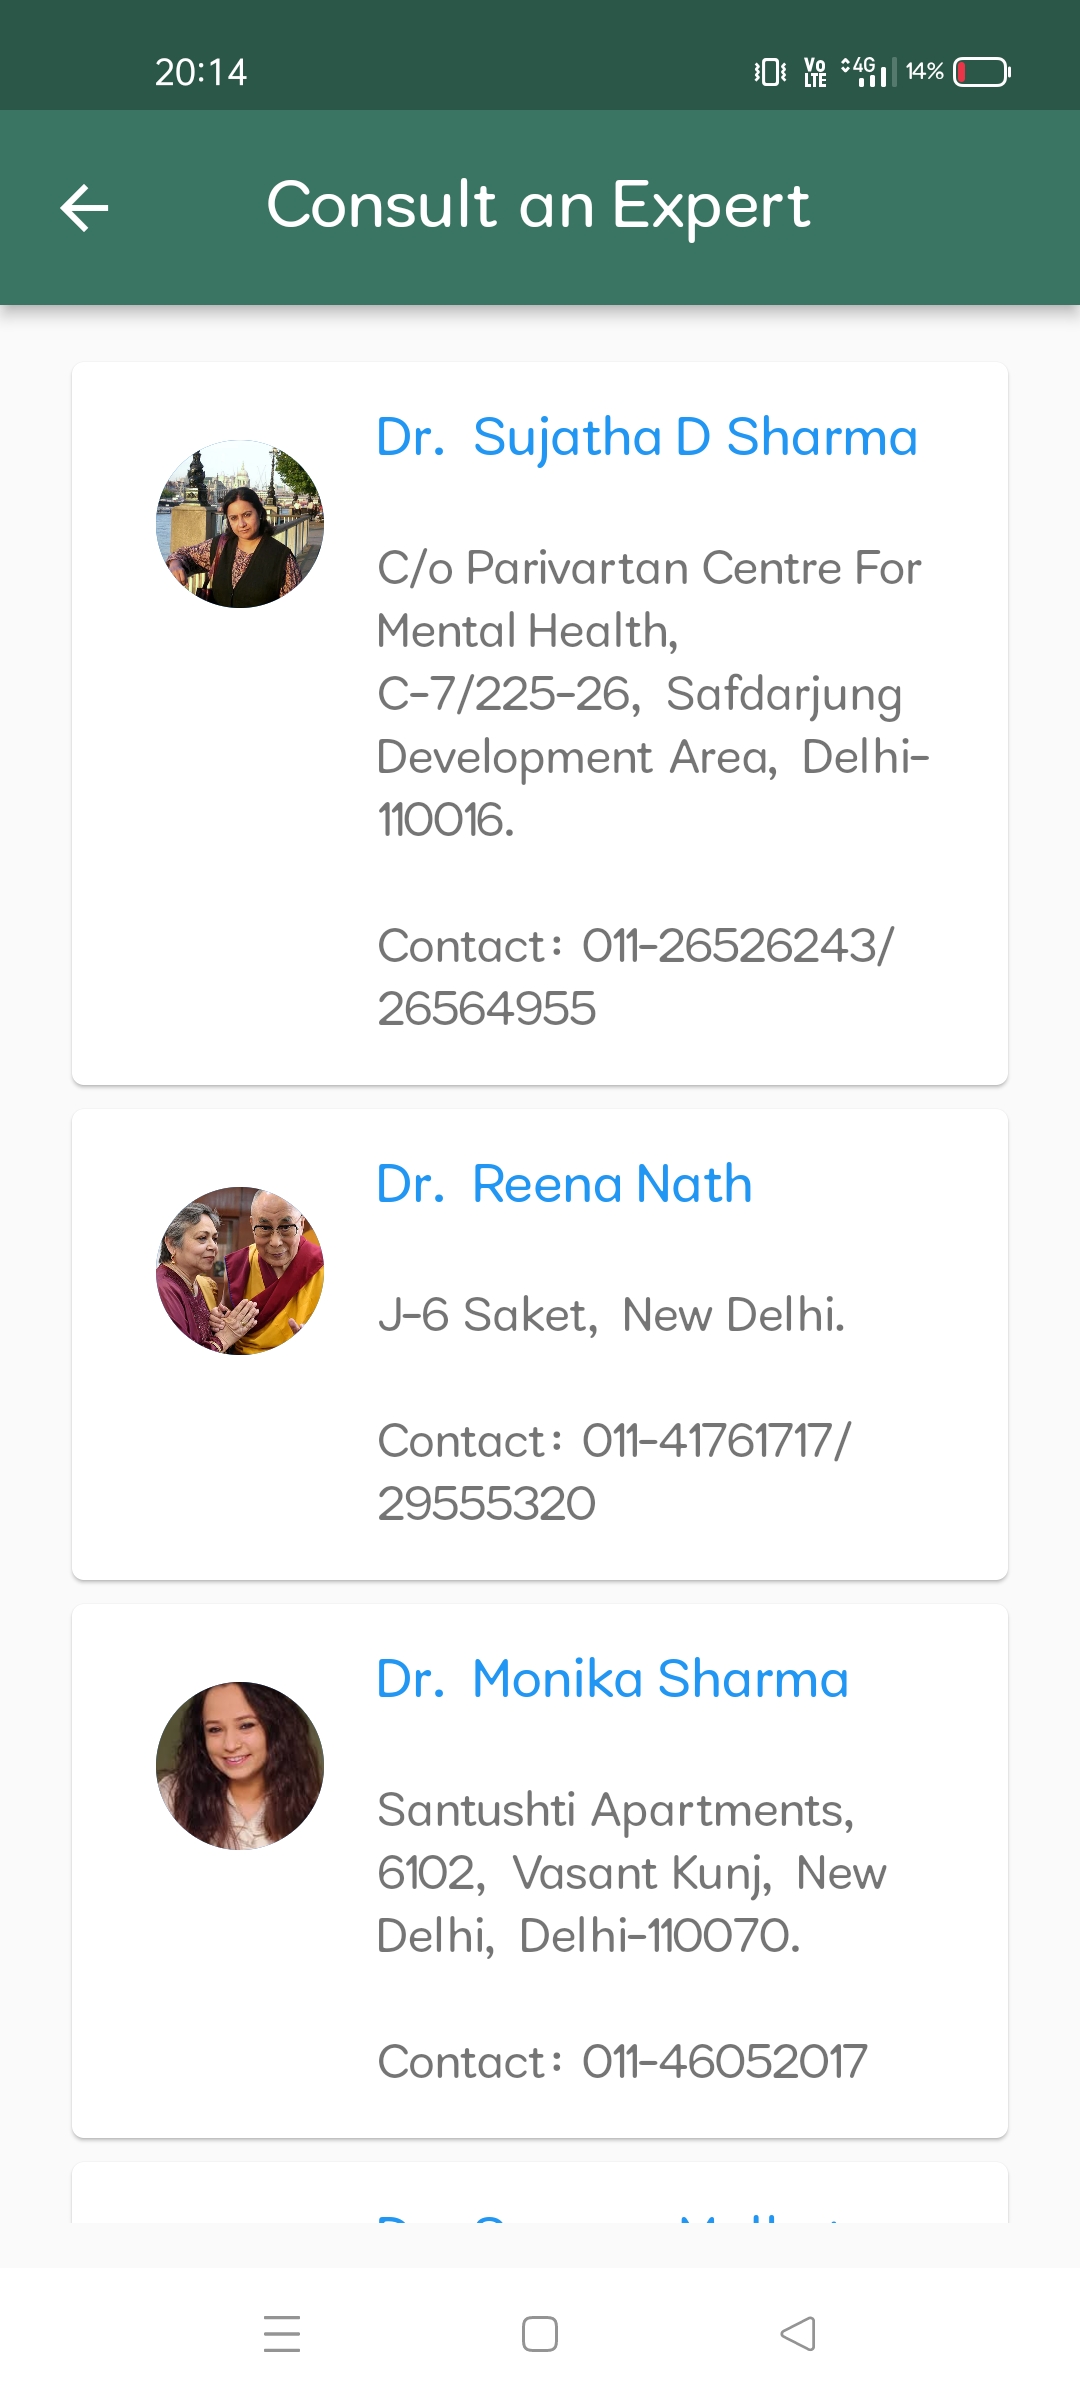 20:14
Vo LTE 4G 14%
Consult an Expert
Dr. Sujatha D Sharma
C/o Parivartan Centre For
Mental Health,
C-7/225-26, Safdarjung
Development Area, Delhi-
110016.
Contact: 011-26526243/
26564955
Dr. Reena Nath
J-6 Saket, New Delhi.
Contact: 011-41761717/
29555320
Dr. Monika Sharma
Santushti Apartments,
6102, Vasant Kunj, New
Delhi, Delhi-110070.
Contact: 011-46052017